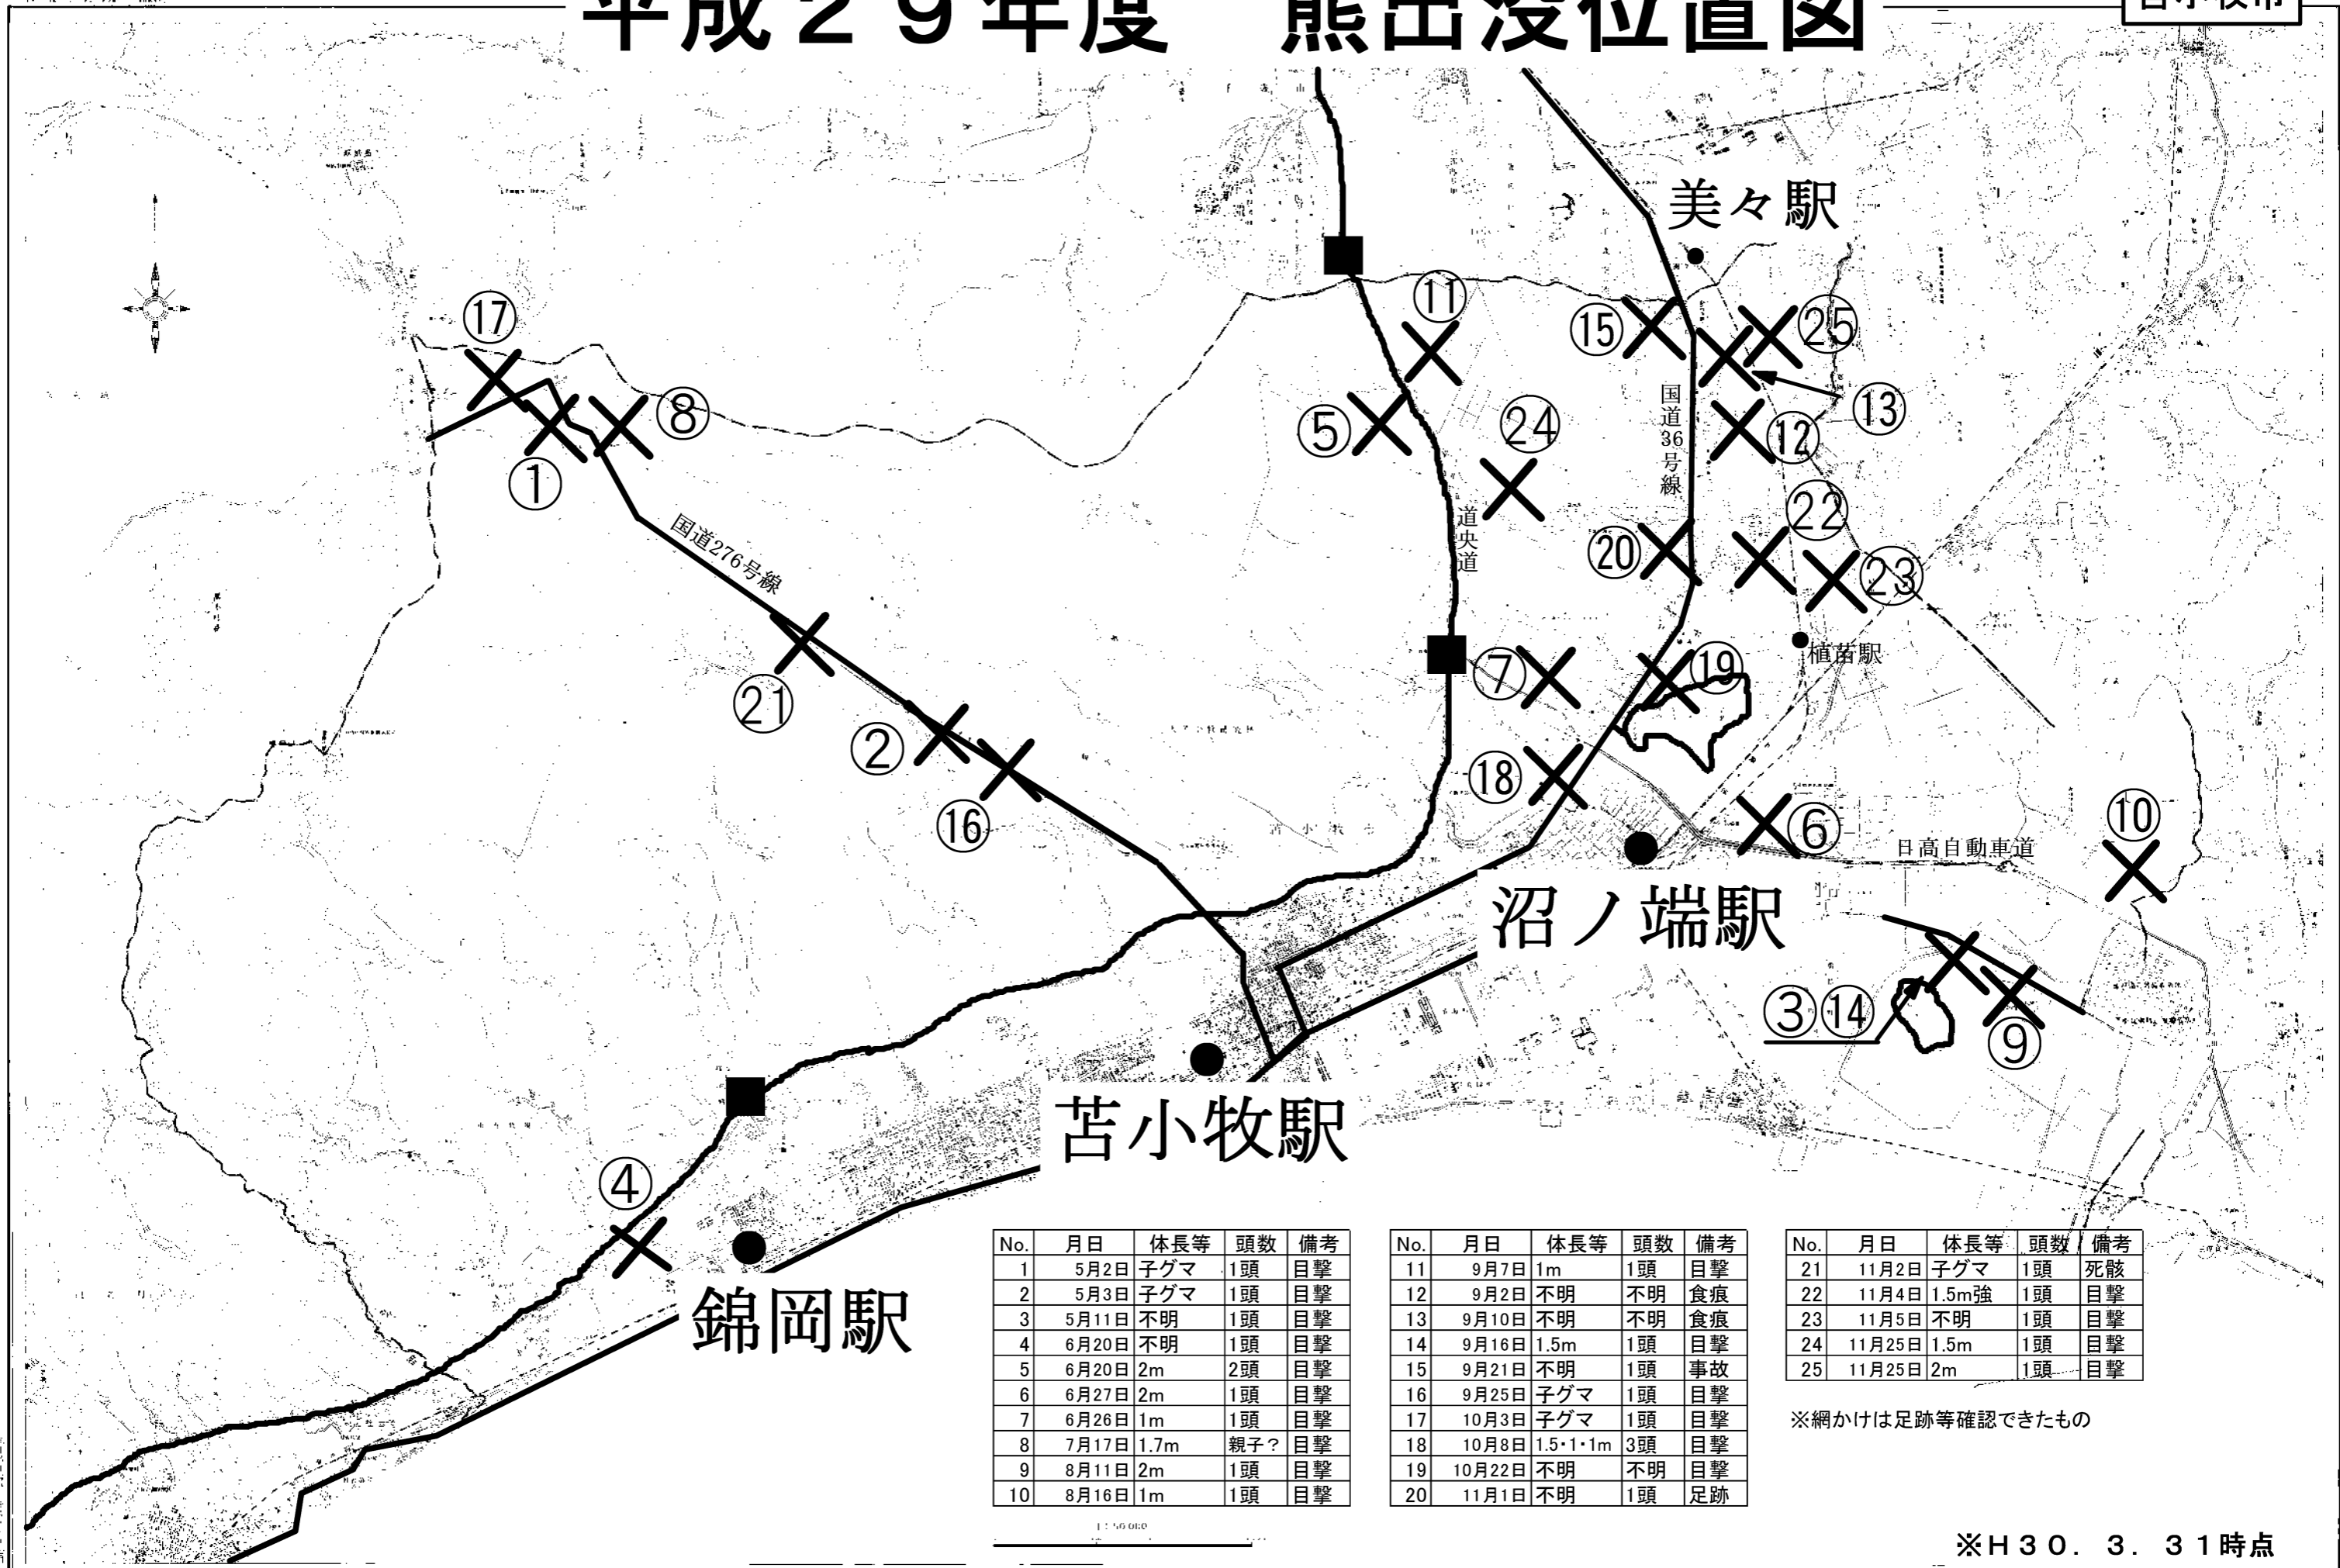 平成２９年度　熊出没位置図
苫小牧市
美々駅
⑰
⑪
⑮
㉕
⑧
⑤
㉔
国道36号線
⑬
⑫
①
国道276号線
道央道
⑳
㉒
㉓
植苗駅
㉑
⑦
⑲
②
⑱
⑯
苫小牧市
⑥
⑩
日高自動車道
沼ノ端駅
③⑭
⑨
苫小牧駅
④
錦岡駅
No. 月日 体長等 頭数 備考
1 5月2日 子グマ 1頭 目撃
2 5月3日 子グマ 1頭 目撃
3 5月11日 不明 1頭 目撃
4 6月20日 不明 1頭 目撃
5 6月20日 2m 2頭 目撃
6 6月27日 2m 1頭 目撃
7 6月26日 1m 1頭 目撃
8 7月17日 1.7m 親子？ 目撃
9 8月11日 2m 1頭 目撃
10 8月16日 1m 1頭 目撃
No. 月日 体長等 頭数 備考
11 9月7日 1m 1頭 目撃
12 9月2日 不明 不明 食痕
13 9月10日 不明 不明 食痕
14 9月16日 1.5m 1頭 目撃
15 9月21日 不明 1頭 事故
16 9月25日 子グマ 1頭 目撃
17 10月3日 子グマ 1頭 目撃
18 10月8日 1.5・1・1m 3頭 目撃
19 10月22日 不明 不明 目撃
20 11月1日 不明 1頭 足跡
No. 月日 体長等 頭数 備考
21 11月2日 子グマ 1頭 死骸
22 11月4日 1.5m強 1頭 目撃
23 11月5日 不明 1頭 目撃
24 11月25日 1.5m 1頭 目撃
25 11月25日 2m 1頭 目撃
※網かけは足跡等確認できたもの
※H３０．３．３１時点